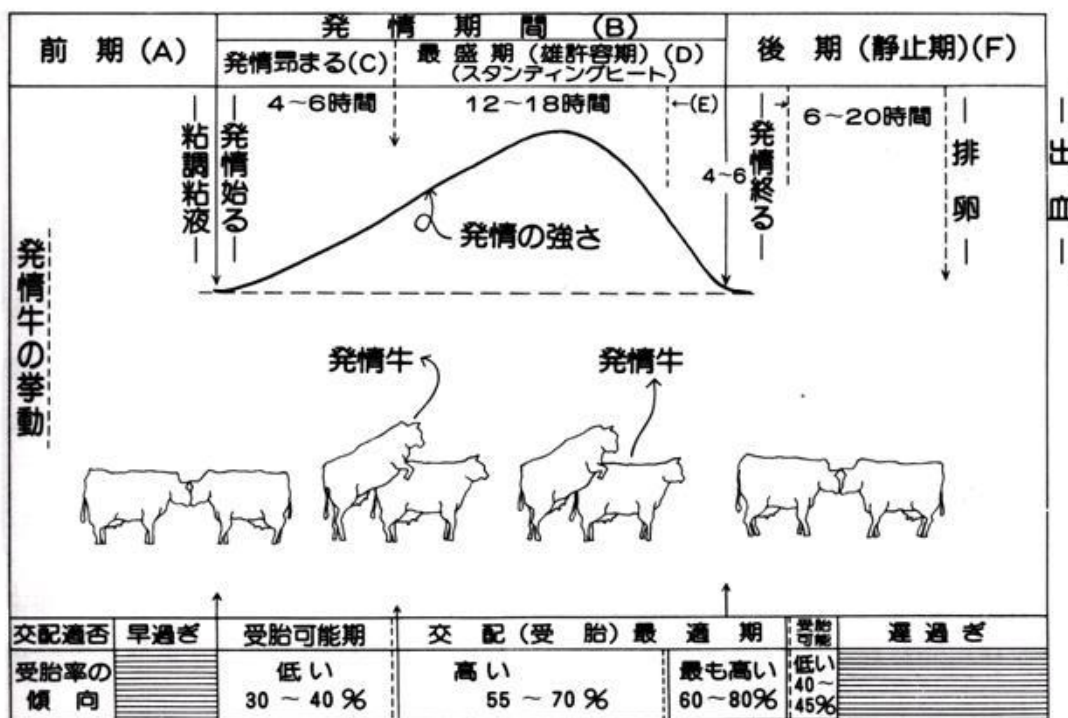 前期(A)
発情期間(B)
発情昂まる(C)
最盛期(雄許容期)(D)
(スタンディングヒート)
後期(静止期)(F)
4〜6時間
12〜18時間
←(E)
6〜20時間
粘調粘液
発情始る
4〜6
発情終る
排卵
出血
発情の強さ
発情牛の挙動
発情牛
発情牛
交配適否
早過ぎ
受胎可能期
交配(受胎)最適期
受胎
可能
遅過ぎ
受胎率の
傾向
低い
30〜40%
高い
55〜70%
最も高い
60〜80%
低い
40〜
45%